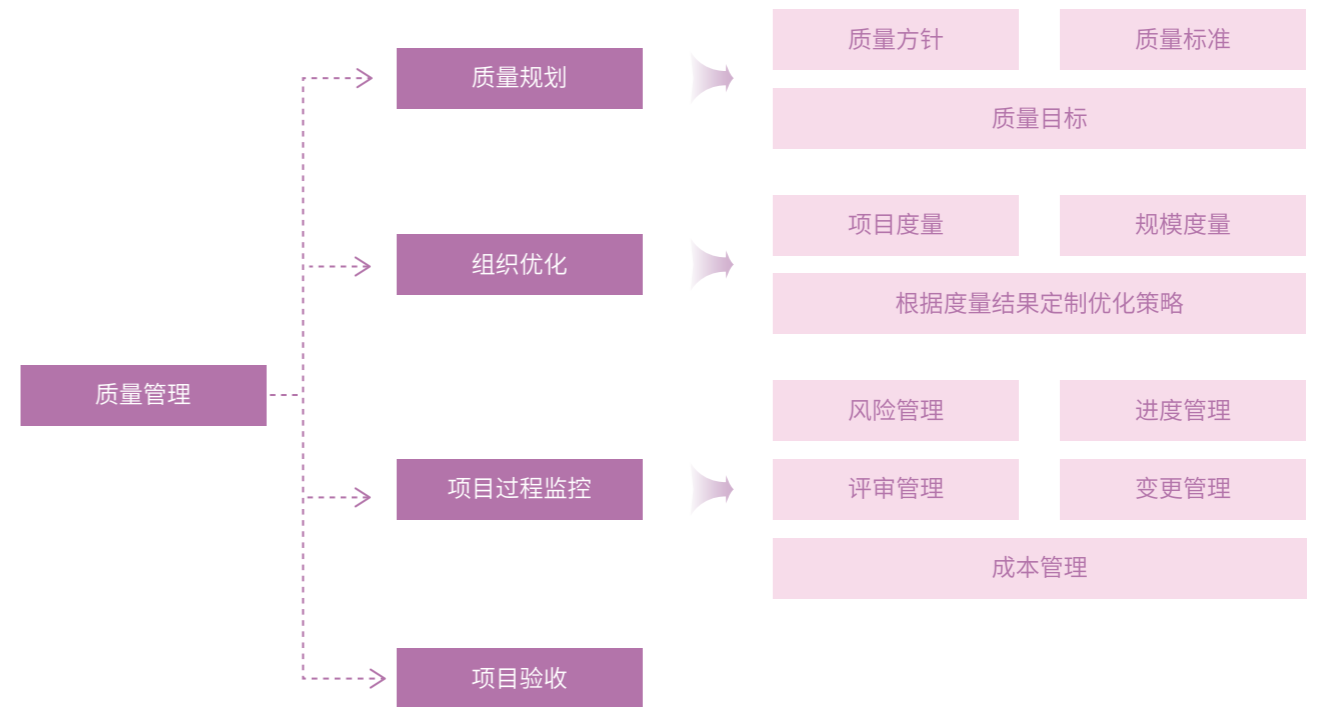 质量管理
质量规划
质量方针
质量标准
质量目标
组织优化
项目度量
规模度量
根据度量结果定制优化策略
项目过程监控
风险管理
进度管理
评审管理
变更管理
成本管理
项目验收